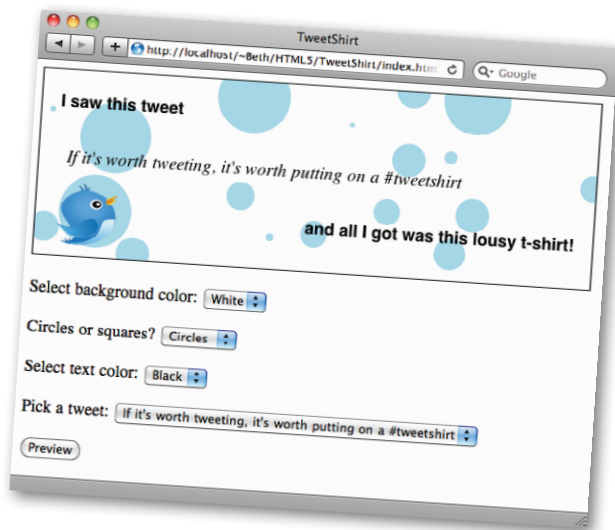 TweetShirt
http://localhost/~Beth/HTML5/TweetShirt/index.htm
Google
I saw this tweet
If it's worth tweeting, it's worth putting on a #tweetshirt
and all I got was this lousy t-shirt!
Select background color: White
Circles or squares? Circles
Select text color: Black
Pick a tweet: If it's worth tweeting, it's worth putting on a #tweetshirt
Preview